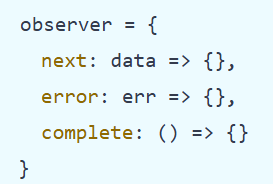 observer = {
  next: data => {},
  error: err => {},
  complete: () => {}
}